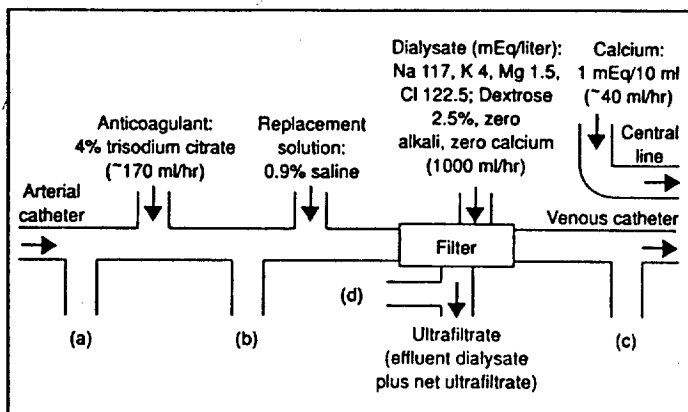 Dialysate (mEq/liter):
Na 117, K 4, Mg 1.5,
Cl 122.5; Dextrose
2.5%, zero
alkali, zero calcium
(1000 ml/hr)
Calcium:
1 mEq/10 ml
(~40 ml/hr)
Anticoagulant:
4% trisodium citrate
(~170 ml/hr)
Replacement
solution:
0.9% saline
Central
line
Arterial
catheter
Venous catheter
Filter
(a)
(b)
(d)
(c)
Ultrafiltrate
(effluent dialysate
plus net ultrafiltrate)